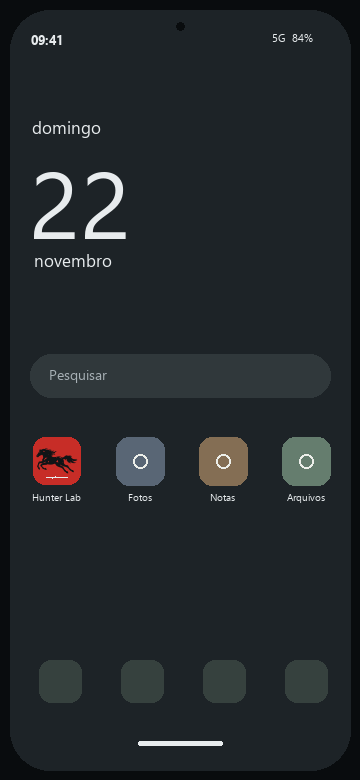 09:41
5G 84%
domingo
22
novembro
Pesquisar
Hunter Lab
Fotos
Notas
Arquivos